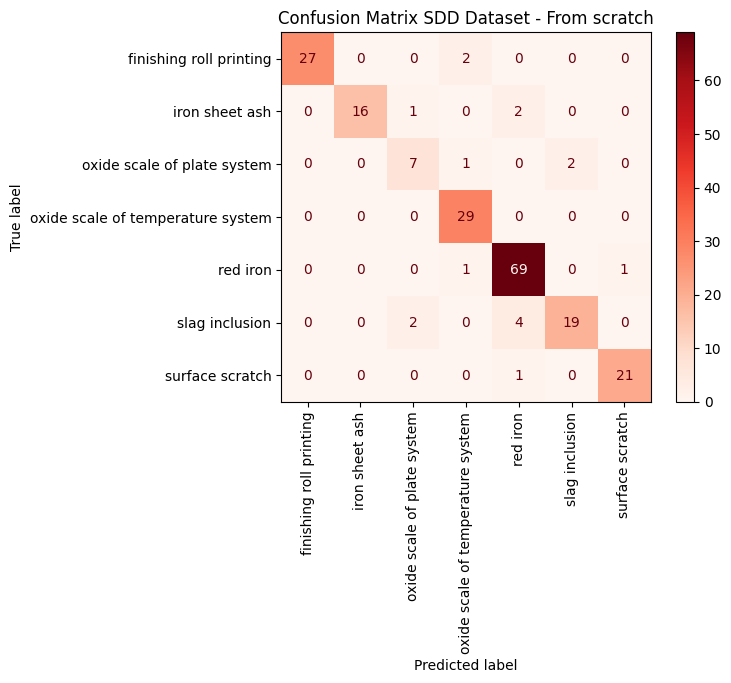 Confusion Matrix SDD Dataset - From scratch
True label
finishing roll printing 27 0 0 2 0 0 0
iron sheet ash 0 16 1 0 2 0 0
oxide scale of plate system 0 0 7 1 0 2 0
oxide scale of temperature system 0 0 0 29 0 0 0
red iron 0 0 0 1 69 0 1
slag inclusion 0 0 2 0 4 19 0
surface scratch 0 0 0 0 1 0 21
finishing roll printing
iron sheet ash
oxide scale of plate system
oxide scale of temperature system
red iron
slag inclusion
surface scratch
Predicted label
60
50
40
30
20
10
0